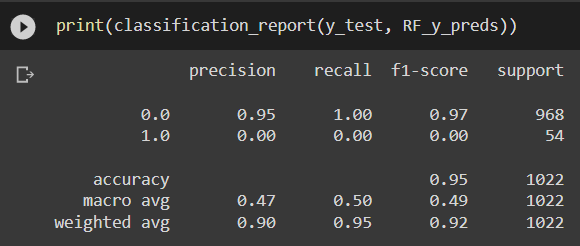 print(classification_report(y_test, RF_y_preds))
precision recall f1-score support
0.0 0.95 1.00 0.97 968
1.0 0.00 0.00 0.00 54
accuracy 0.95 1022
macro avg 0.47 0.50 0.49 1022
weighted avg 0.90 0.95 0.92 1022